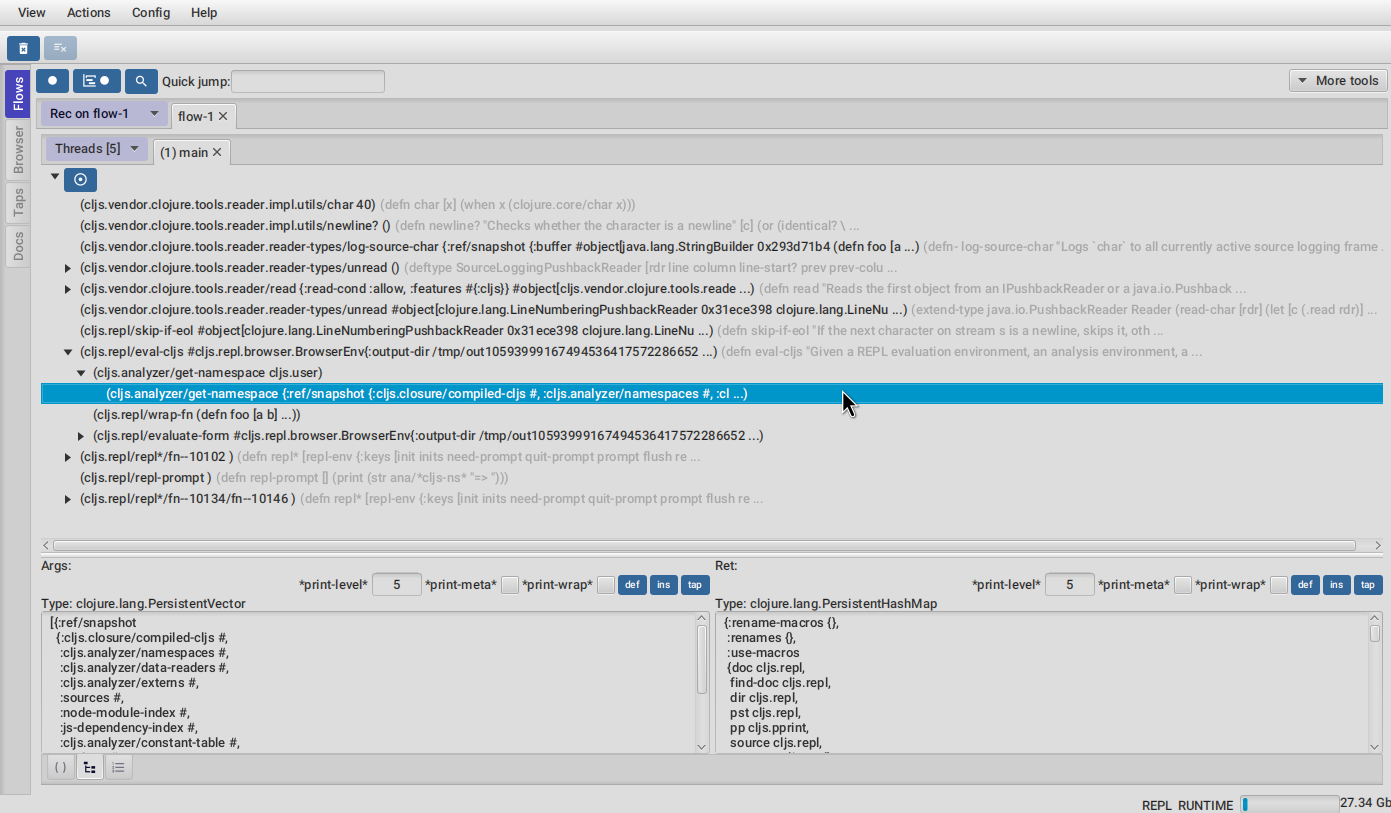 View Actions Config Help
Quick jump: More tools
Flows
Browser
Taps
Docs
Rec on flow-1 flow-1 ✕
Threads [5] (1) main ✕
(cljs.vendor.clojure.tools.reader.impl.utils/char 40) (defn char [x] (when x (clojure.core/char x)))
(cljs.vendor.clojure.tools.reader.impl.utils/newline? () (defn newline? "Checks whether the character is a newline" [c] (or (identical? \ ...
(cljs.vendor.clojure.tools.reader.reader-types/log-source-char {:ref/snapshot {:buffer #object[java.lang.StringBuilder 0x293d71b4 (defn foo [a ...) (defn- log-source-char "Logs `char` to all currently active source logging frame .
(cljs.vendor.clojure.tools.reader.reader-types/unread () (deftype SourceLoggingPushbackReader [rdr line column line-start? prev prev-colu ...
(cljs.vendor.clojure.tools.reader/read {:read-cond :allow, :features #{:cljs}} #object[cljs.vendor.clojure.tools.reade ...) (defn read "Reads the first object from an IPushbackReader or a java.io.Pushback ...
(cljs.vendor.clojure.tools.reader.reader-types/unread #object[clojure.lang.LineNumberingPushbackReader 0x31ece398 clojure.lang.LineNu ...) (extend-type java.io.PushbackReader Reader (read-char [rdr] (let [c (.read rdr)] ...
(cljs.repl/skip-if-eol #object[clojure.lang.LineNumberingPushbackReader 0x31ece398 clojure.lang.LineNu ...) (defn skip-if-eol "If the next character on stream s is a newline, skips it, oth ...
(cljs.repl/eval-cljs #cljs.repl.browser.BrowserEnv{:output-dir /tmp/out10593999167494536417572286652 ...) (defn eval-cljs "Given a REPL evaluation environment, an analysis environment, a ...
(cljs.analyzer/get-namespace cljs.user)
(cljs.analyzer/get-namespace {:ref/snapshot {:cljs.closure/compiled-cljs #, :cljs.analyzer/namespaces #, :cl ...)
(cljs.repl/wrap-fn (defn foo [a b] ...))
(cljs.repl/evaluate-form #cljs.repl.browser.BrowserEnv{:output-dir /tmp/out10593999167494536417572286652 ...)
(cljs.repl/repl*/fn--10102 ) (defn repl* [repl-env {:keys [init inits need-prompt quit-prompt prompt flush re ...
(cljs.repl/repl-prompt ) (defn repl-prompt [] (print (str ana/*cljs-ns* "=> ")))
(cljs.repl/repl*/fn--10134/fn--10146 ) (defn repl* [repl-env {:keys [init inits need-prompt quit-prompt prompt flush re ...
Args:
*print-level* 5 *print-meta* *print-wrap* def ins tap
Type: clojure.lang.PersistentVector
[{:ref/snapshot
{:cljs.closure/compiled-cljs #,
:cljs.analyzer/namespaces #,
:cljs.analyzer/data-readers #,
:cljs.analyzer/externs #,
:sources #,
:node-module-index #,
:js-dependency-index #,
:cljs.analyzer/constant-table #,
Ret:
*print-level* 5 *print-meta* *print-wrap* def ins tap
Type: clojure.lang.PersistentHashMap
{:rename-macros {},
:renames {},
:use-macros
{doc cljs.repl,
find-doc cljs.repl,
dir cljs.repl,
pst cljs.repl,
pp cljs.pprint,
source cljs.repl,
( )
REPL RUNTIME 27.34 Gb